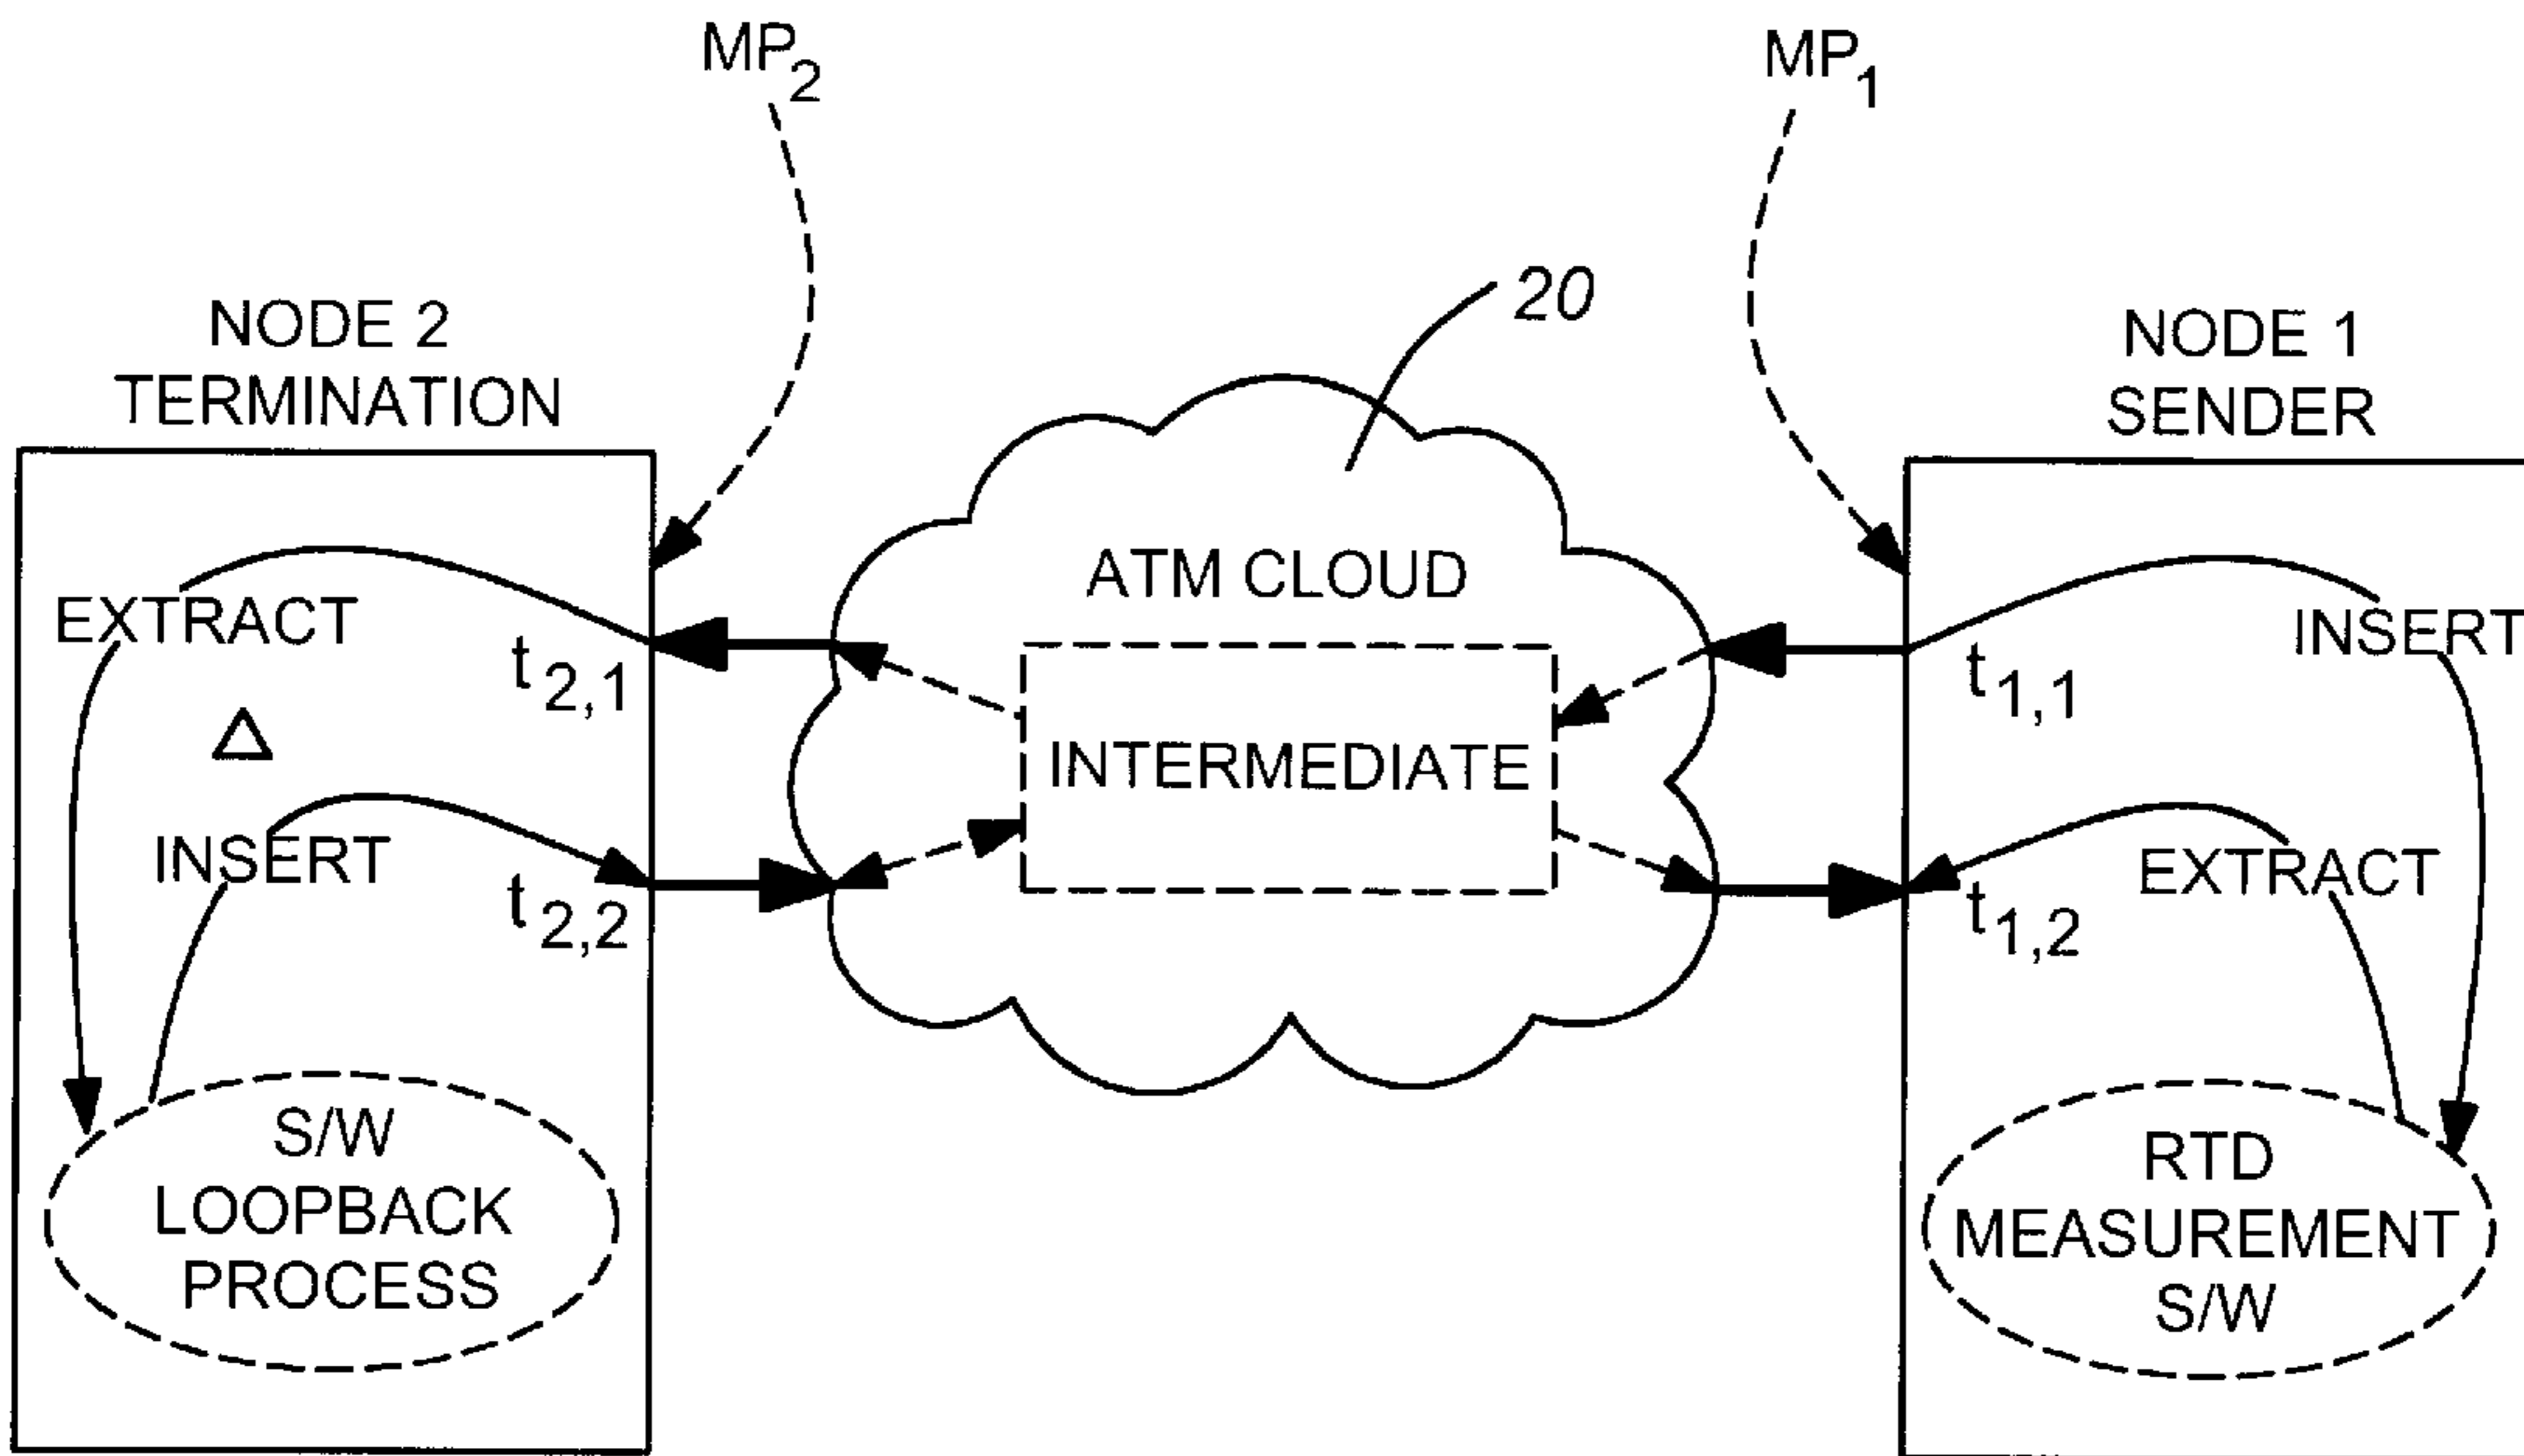 MP2
MP1
20
NODE 2
TERMINATION
NODE 1
SENDER
ATM CLOUD
EXTRACT
INSERT
t2,1
t1,1
Δ
INTERMEDIATE
INSERT
EXTRACT
t2,2
t1,2
S/W
LOOPBACK
PROCESS
RTD
MEASUREMENT
S/W